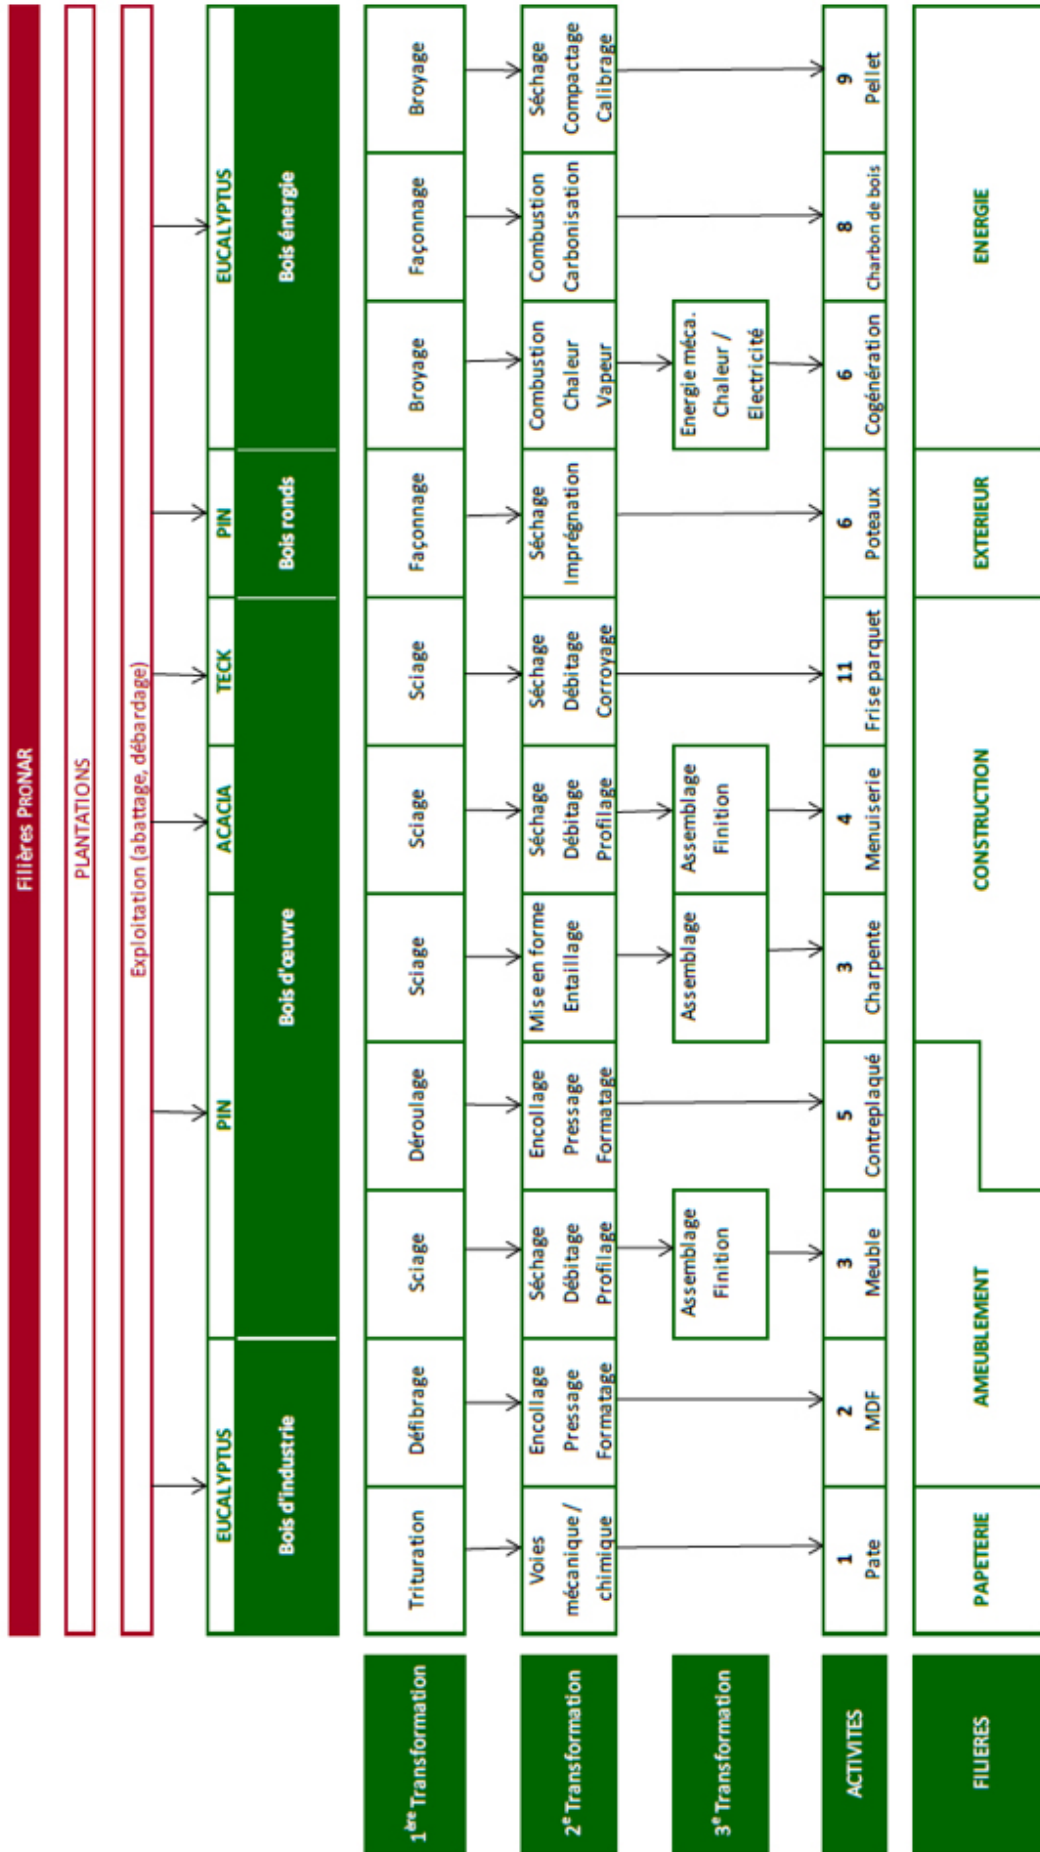 Filières PRONAR
PLANTATIONS
Exploitation (abattage, débardage)
EUCALYPTUS
PIN
ACACIA
TECK
PIN
EUCALYPTUS
Bois d'industrie
Bois d'œuvre
Bois ronds
Bois énergie
1ère Transformation
Trituration
Défibrage
Sciage
Déroulage
Sciage
Sciage
Sciage
Façonnage
Broyage
Façonnage
Broyage
2e Transformation
Voies
mécanique /
chimique
Encollage
Pressage
Formatage
Séchage
Débitage
Profilage
Encollage
Pressage
Formatage
Mise en forme
Entaillage
Séchage
Débitage
Profilage
Séchage
Débitage
Corroyage
Séchage
Imprégnation
Combustion
Chaleur
Vapeur
Combustion
Carbonisation
Séchage
Compactage
Calibrage
3e Transformation
Assemblage
Finition
Assemblage
Assemblage
Finition
Energie méca.
Chaleur /
Electricité
ACTIVITES
1
Pate
2
MDF
3
Meuble
5
Contreplaqué
3
Charpente
4
Menuiserie
11
Frise parquet
6
Poteaux
6
Cogénération
8
Charbon de bois
9
Pellet
FILIERES
PAPETERIE
AMEUBLEMENT
CONSTRUCTION
EXTERIEUR
ENERGIE